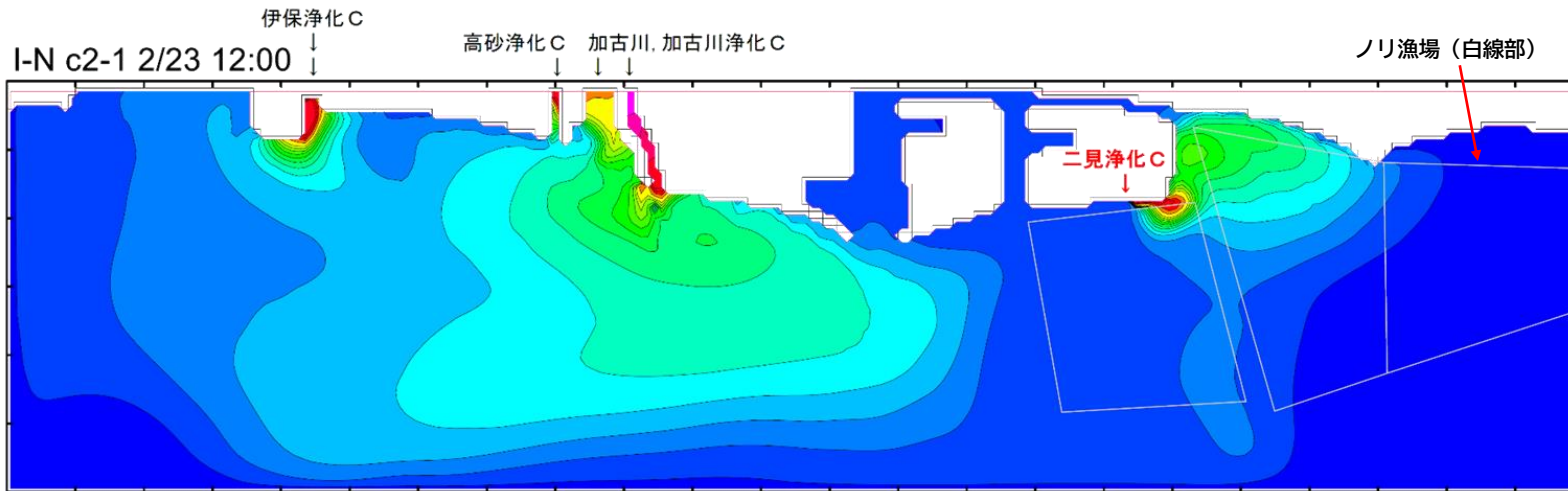 伊保浄化C
↓
高砂浄化C
↓
加古川, 加古川浄化C
↓ ↓
I-N c2-1 2/23 12:00
ノリ漁場（白線部）
二見浄化C
↓